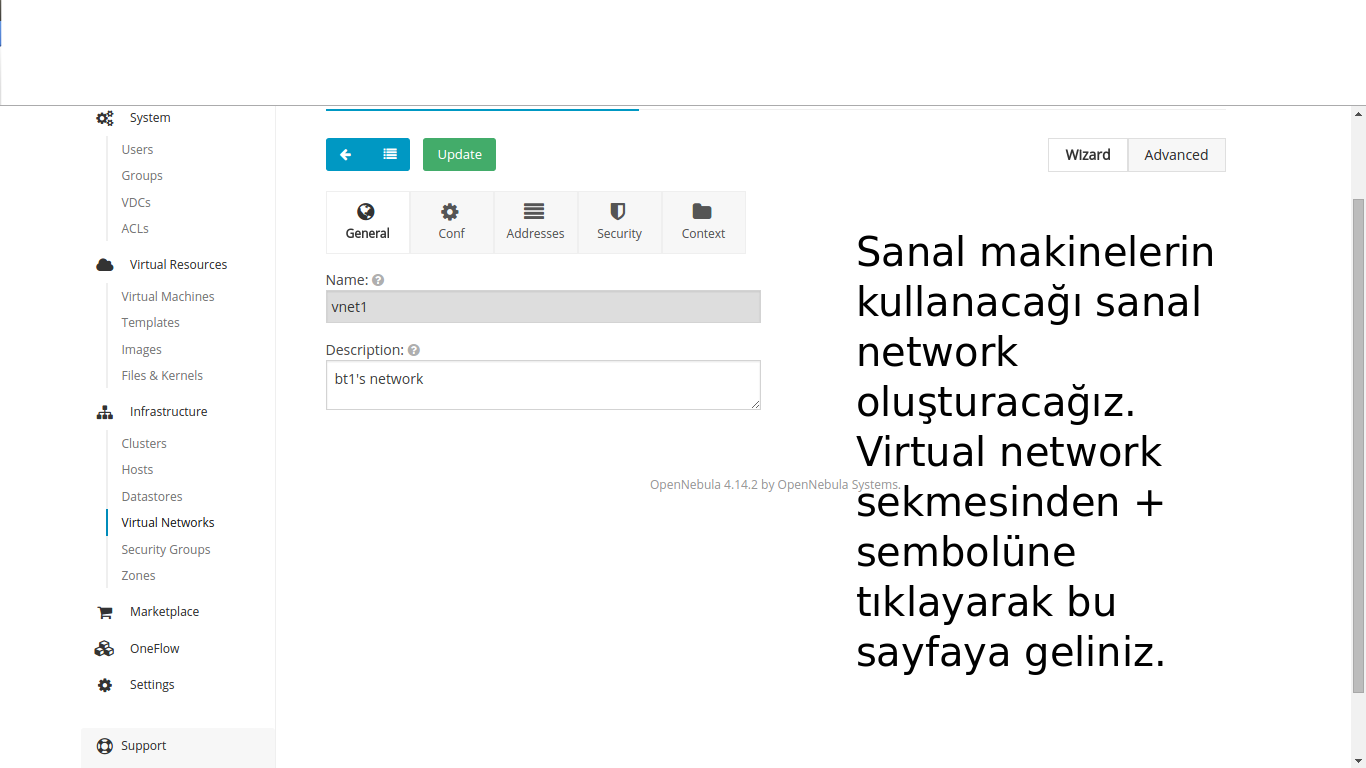 System
Users
Groups
VDCs
ACLs
Virtual Resources
Virtual Machines
Templates
Images
Files & Kernels
Infrastructure
Clusters
Hosts
Datastores
Virtual Networks
Security Groups
Zones
Marketplace
OneFlow
Settings
Support
Update
Wizard Advanced
General Conf Addresses Security Context
Name:
vnet1
Description:
bt1's network
OpenNebula 4.14.2 by OpenNebula Systems.
Sanal makinelerin
kullanacağı sanal
network
oluşturacağız.
Virtual network
sekmesinden +
sembolüne
tıklayarak bu
sayfaya geliniz.